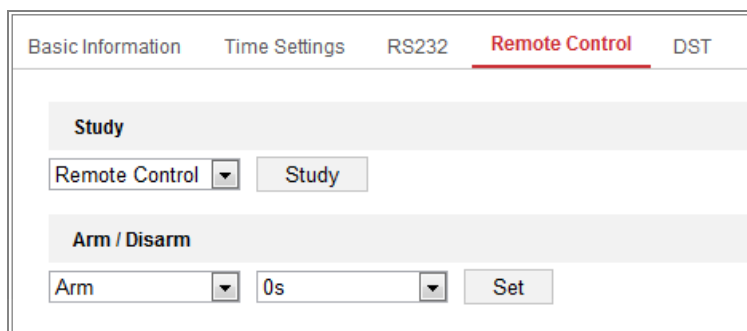 Basic Information Time Settings RS232 Remote Control DST
Study
Remote Control Study
Arm / Disarm
Arm 0s Set